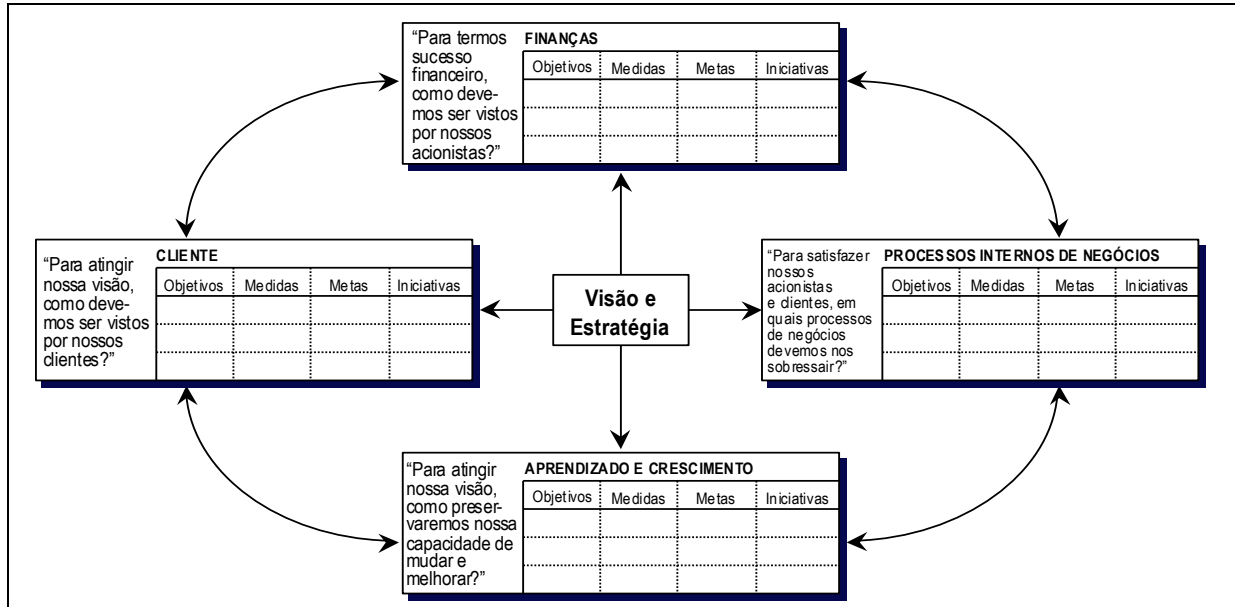 “Para termos
sucesso
financeiro,
como deve-
mos ser vistos
por nossos
acionistas?”
FINANÇAS
Objetivos Medidas Metas Iniciativas
“Para atingir
nossa visão,
como deve-
mos ser vistos
por nossos
clientes?”
CLIENTE
Objetivos Medidas Metas Iniciativas
Visão e
Estratégia
“Para satisfazer
nossos
acionistas
e clientes, em
quais processos
de negócios
devemos nos
sobressair?”
PROCESSOS INTERNOS DE NEGÓCIOS
Objetivos Medidas Metas Iniciativas
“Para atingir
nossa visão,
como preser-
varemos nossa
capacidade de
mudar e
melhorar?”
APRENDIZADO E CRESCIMENTO
Objetivos Medidas Metas Iniciativas